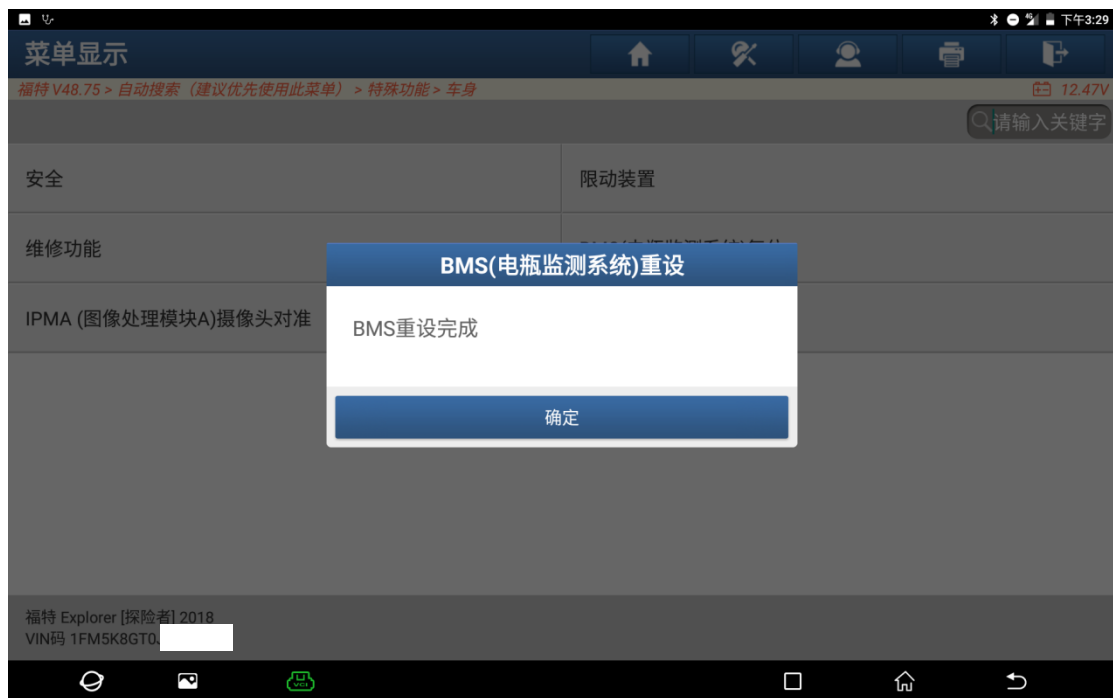 下午3:29
菜单显示
福特 V48.75 > 自动搜索（建议优先使用此菜单）> 特殊功能 > 车身
12.47V
请输入关键字
安全
限动装置
维修功能
BMS(电瓶监测系统)重设
IPMA (图像处理模块A)摄像头对准
BMS重设完成
确定
福特 Explorer [探险者] 2018
VIN码 1FM5K8GT0
VCI